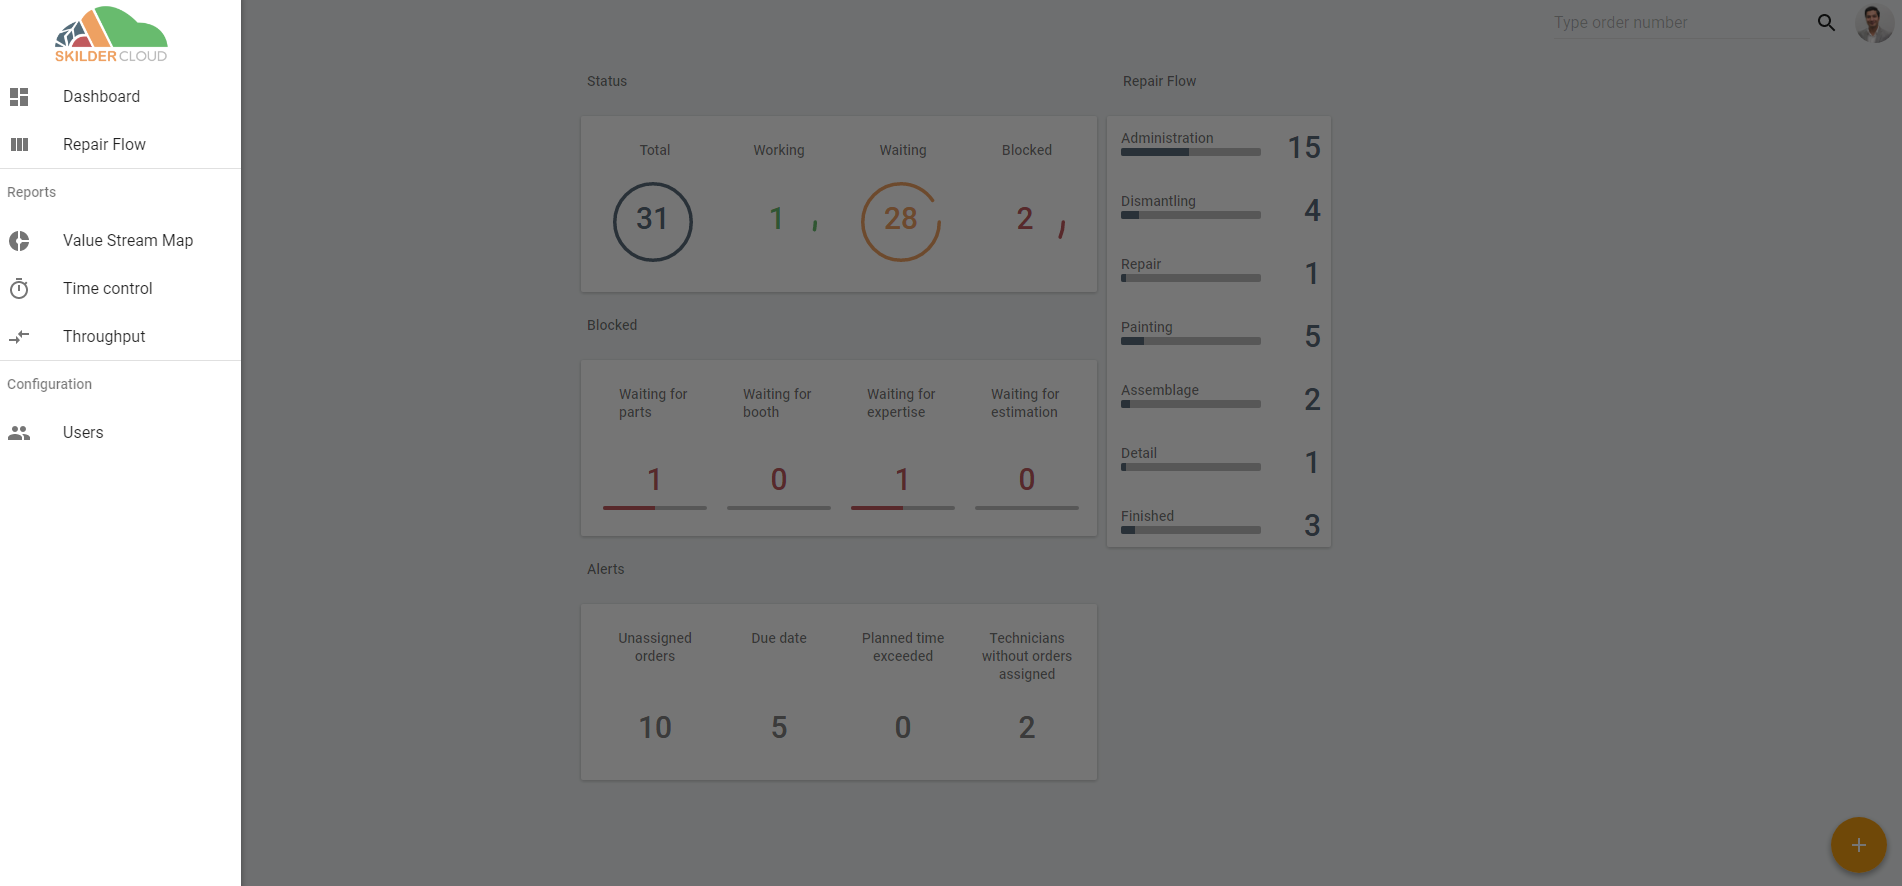 SKILDER CLOUD
Dashboard
Repair Flow
Reports
Value Stream Map
Time control
Throughput
Configuration
Users
Type order number
Status
Total
Working
Waiting
Blocked
31
1
28
2
Blocked
Waiting for
parts
Waiting for
booth
Waiting for
expertise
Waiting for
estimation
1
0
1
0
Alerts
Unassigned
orders
Due date
Planned time
exceeded
Technicians
without orders
assigned
10
5
0
2
Repair Flow
Administration
15
Dismantling
4
Repair
1
Painting
5
Assemblage
2
Detail
1
Finished
3
+